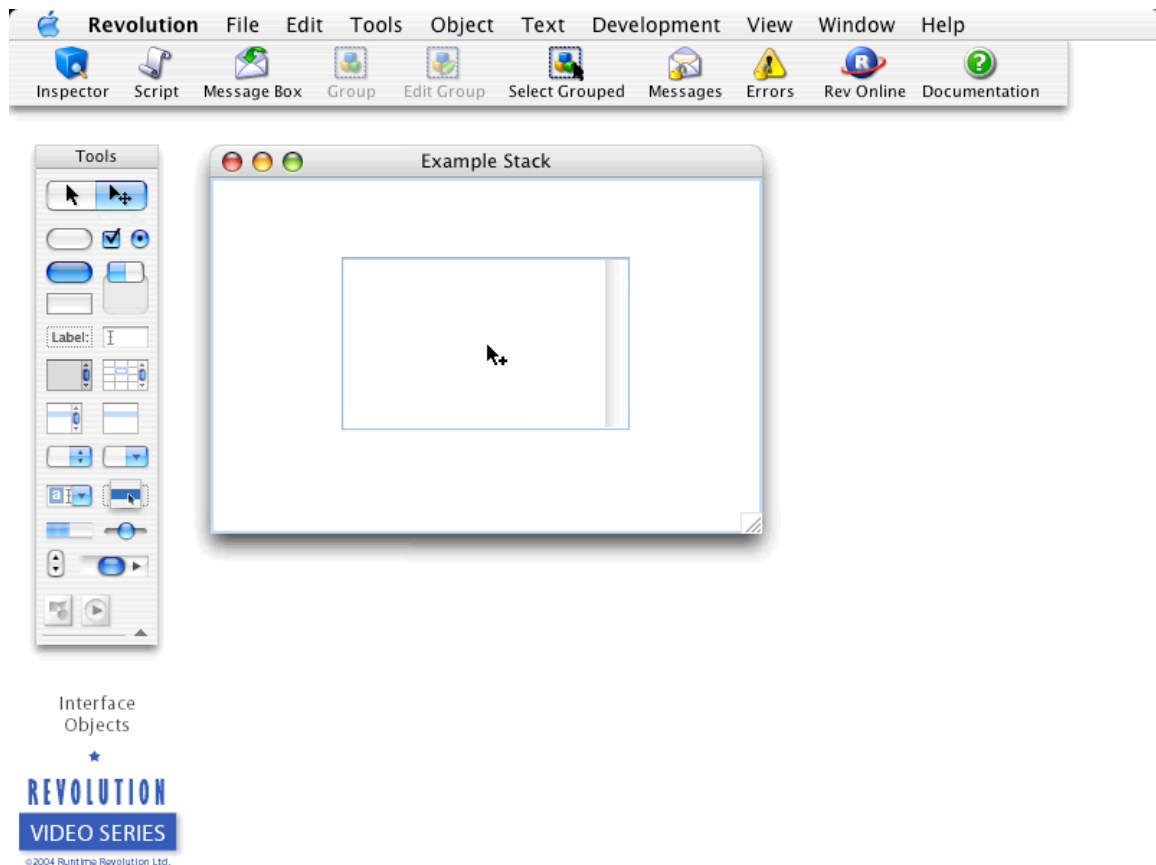 Revolution File Edit Tools Object Text Development View Window Help
Inspector Script Message Box Group Edit Group Select Grouped Messages Errors Rev Online Documentation
Tools
Example Stack
Label:
a
Interface
Objects
REVOLUTION
VIDEO SERIES
©2004 Runtime Revolution Ltd.